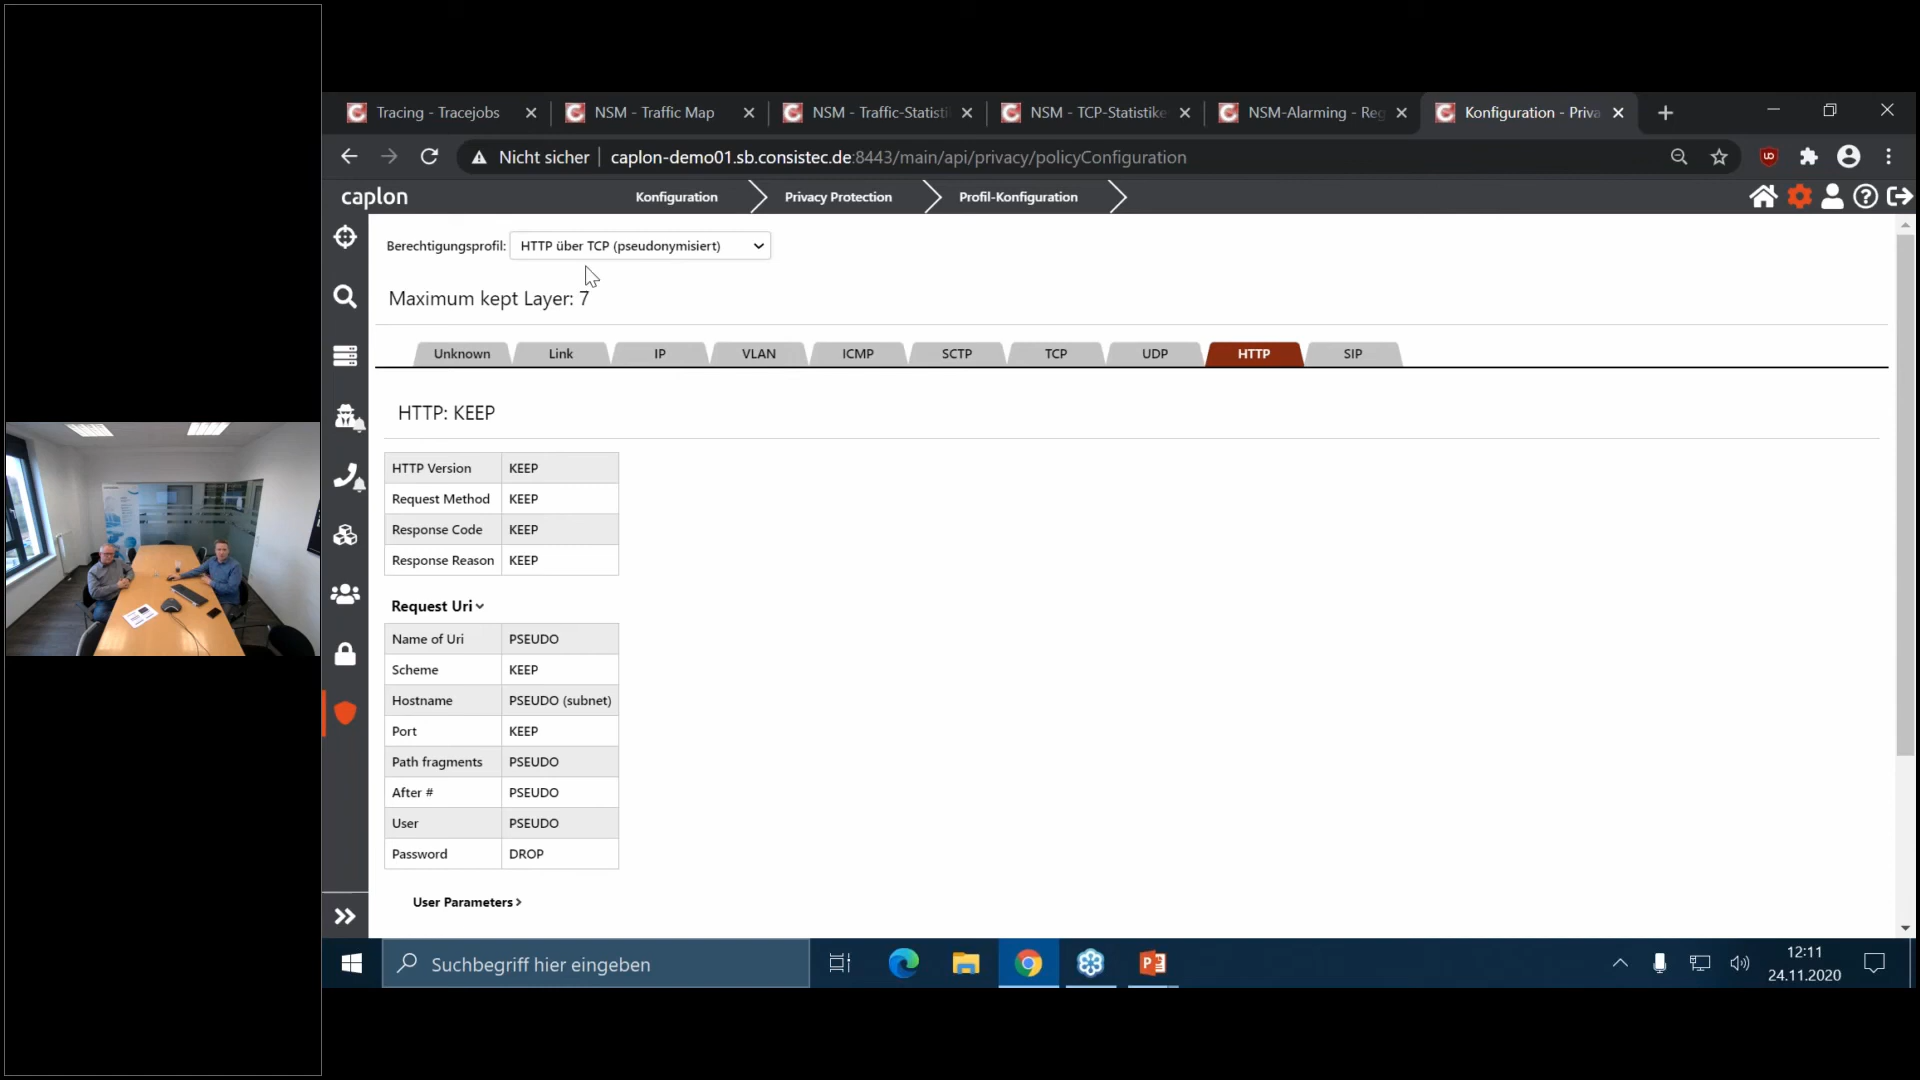 Tracing - Tracejobs
NSM - Traffic Map
NSM - Traffic-Statisti
NSM - TCP-Statistike
NSM-Alarming - Reg
Konfiguration - Priva
Nicht sicher
caplon-demo01.sb.consistec.de:8443/main/api/privacy/policyConfiguration
caplon
Konfiguration
Privacy Protection
Profil-Konfiguration
Berechtigungsprofil: HTTP über TCP (pseudonymisiert)
Maximum kept Layer: 7
Unknown
Link
IP
VLAN
ICMP
SCTP
TCP
UDP
HTTP
SIP
HTTP: KEEP
HTTP Version KEEP
Request Method KEEP
Response Code KEEP
Response Reason KEEP
Request Uri
Name of Uri PSEUDO
Scheme KEEP
Hostname PSEUDO (subnet)
Port KEEP
Path fragments PSEUDO
After # PSEUDO
User PSEUDO
Password DROP
User Parameters
Suchbegriff hier eingeben
12:11
24.11.2020